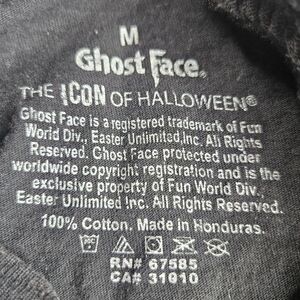 M
Ghost Face®
THE ICON OF HALLOWEEN®
Ghost Face is a registered trademark of Fun
World Div., Easter Unlimited,Inc. All Rights
Reserved. Ghost Face protected under
worldwide copyright registration and is the
exclusive property of Fun World Div.,
Easter Unlimited Inc. All Rights Reserved.
100% Cotton. Made in Honduras.
RN# 67585
CA# 31010